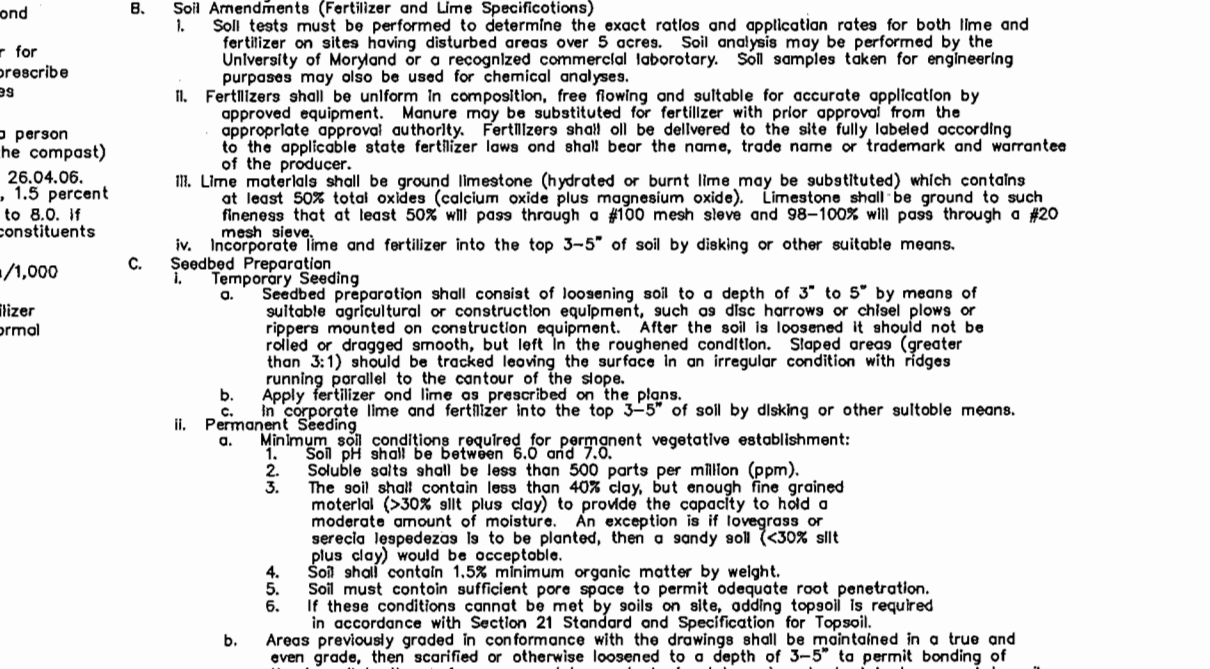 ond
r for
prescribe
es
a person
he compast)
26.04.06.
, 1.5 percent
to 8.0. If
constituents
/1,000
ilizer
ormal
B. Soil Amendments (Fertilizer and Lime Specifications)
i. Soil tests must be performed to determine the exact ratios and application rates for both lime and
fertilizer on sites having disturbed areas over 5 acres. Soil analysis may be performed by the
University of Moryland or a recognized commercial laborotary. Soil samples taken for engineering
purpases may also be used for chemical analyses.
ii. Fertilizers shall be uniform in composition, free flowing and suitable for accurate application by
approved equipment. Manure may be substituted for fertilizer with prior approval from the
appropriate approval authority. Fertilizers shall oll be delivered to the site fully labeled according
to the applicable state fertilizer laws ond shall beor the name, trade name or trademark and warrantee
of the producer.
iii. Lime materials shall be ground limestone (hydrated or burnt lime may be substituted) which contains
at least 50% total oxides (calcium oxide plus magnesium oxide). Limestone shall be ground to such
fineness that at least 50% will pass through a #100 mesh sieve and 98-100% will pass through a #20
mesh sieve.
iv. Incorporate lime and fertilizer into the top 3-5" of soil by disking or other suitable means.
C. Seedbed Preparation
i. Temporary Seeding
a. Seedbed preparation shall consist of loosening soil to a depth of 3" to 5" by means of
suitable agricultural or construction equipment, such as disc harrows or chisel plows or
rippers mounted on construction equipment. After the soil is loosened it should not be
rolled or dragged smooth, but left in the roughened condition. Slaped areas (greater
than 3:1) should be tracked leaving the surface in an irregular condition with ridges
running parallel to the cantour of the slope.
b. Apply fertilizer ond lime as prescribed on the plans.
c. In corporate lime and fertilizer into the top 3-5" of soil by disking or other suitable means.
ii. Permanent Seeding
a. Minimum soil conditions required for permanent vegetative establishment:
1. Soil pH shall be between 6.0 and 7.0.
2. Soluble salts shall be less than 500 parts per million (ppm).
3. The soil shall contain less than 40% clay, but enough fine grained
moterial (>30% silt plus clay) to provide the capacity to hold a
moderate amount of moisture. An exception is if lovegrass or
serecia lespedezas is to be planted, then a sandy soil (<30% silt
plus clay) would be acceptable.
4. Soil shall contain 1.5% minimum organic matter by weight.
5. Soil must contoin sufficient pore space to permit adequate root penetration.
6. If these conditions cannat be met by soils on site, adding topsoil is required
in accordance with Section 21 Standard and Specification for Topsoil.
b. Areas previously graded in conformance with the drawings shall be maintained in a true and
even grade, then scarified or otherwise loosened to a depth of 3-5" ta permit bonding of